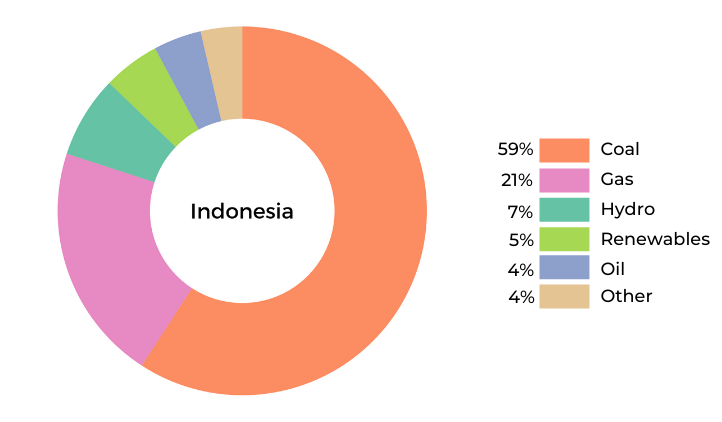 Indonesia
59% Coal
21% Gas
7% Hydro
5% Renewables
4% Oil
4% Other